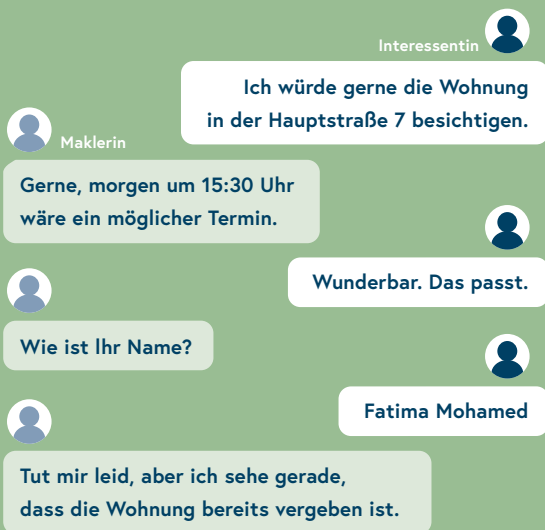 Interessentin
Ich würde gerne die Wohnung
in der Hauptstraße 7 besichtigen.
Maklerin
Gerne, morgen um 15:30 Uhr
wäre ein möglicher Termin.
Wunderbar. Das passt.
Wie ist Ihr Name?
Fatima Mohamed
Tut mir leid, aber ich sehe gerade,
dass die Wohnung bereits vergeben ist.